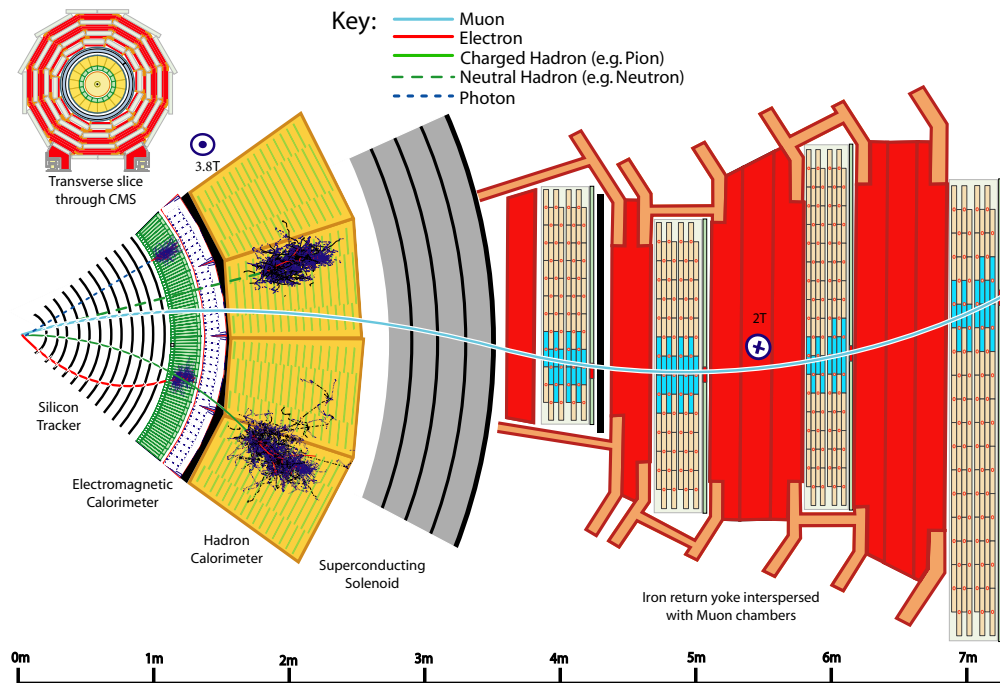 Key:
Muon
Electron
Charged Hadron (e.g. Pion)
Neutral Hadron (e.g. Neutron)
Photon
Transverse slice
through CMS
3.8T
2T
Silicon
Tracker
Electromagnetic
Calorimeter
Hadron
Calorimeter
Superconducting
Solenoid
Iron return yoke interspersed
with Muon chambers
0m 1m 2m 3m 4m 5m 6m 7m